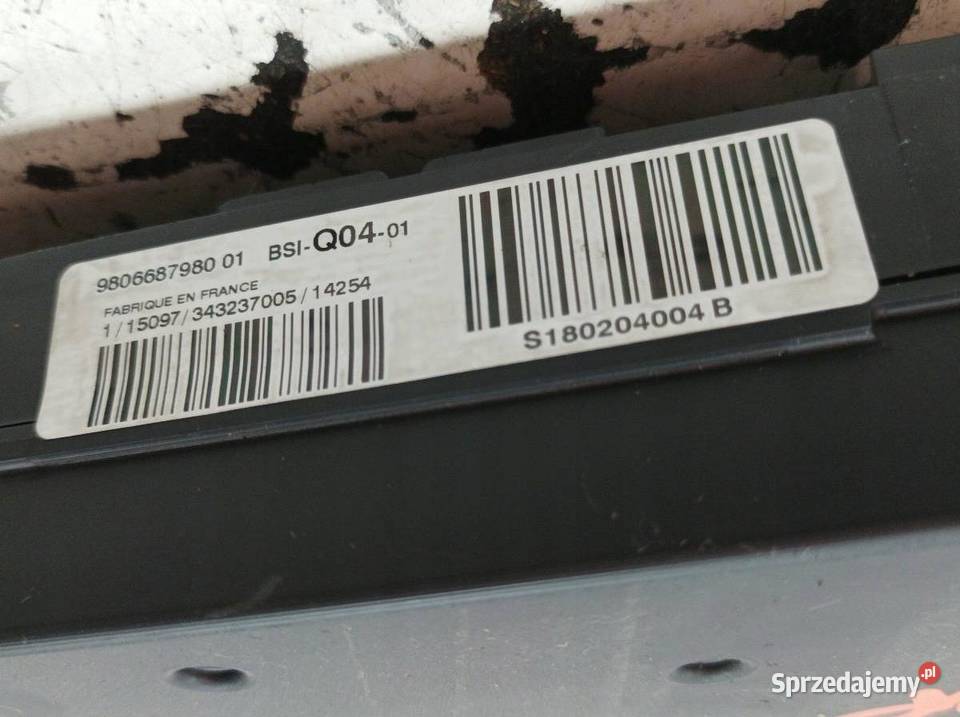 9806687980 01 BSI-Q04-01
FABRIQUE EN FRANCE
1/15097/343237005/14254
S180204004 B
Sprzedajemy.pl